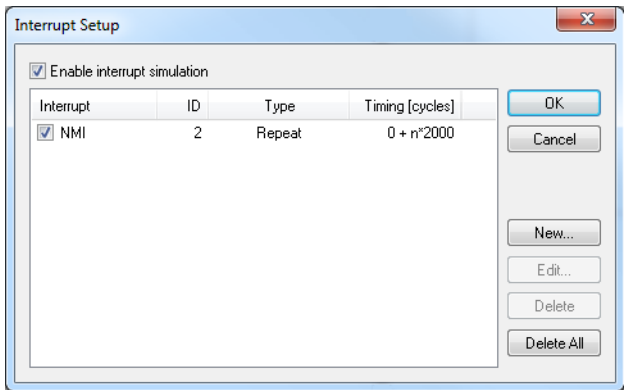 Interrupt Setup
Enable interrupt simulation
Interrupt ID Type Timing [cycles]
NMI 2 Repeat 0 + n*2000
OK
Cancel
New...
Edit...
Delete
Delete All